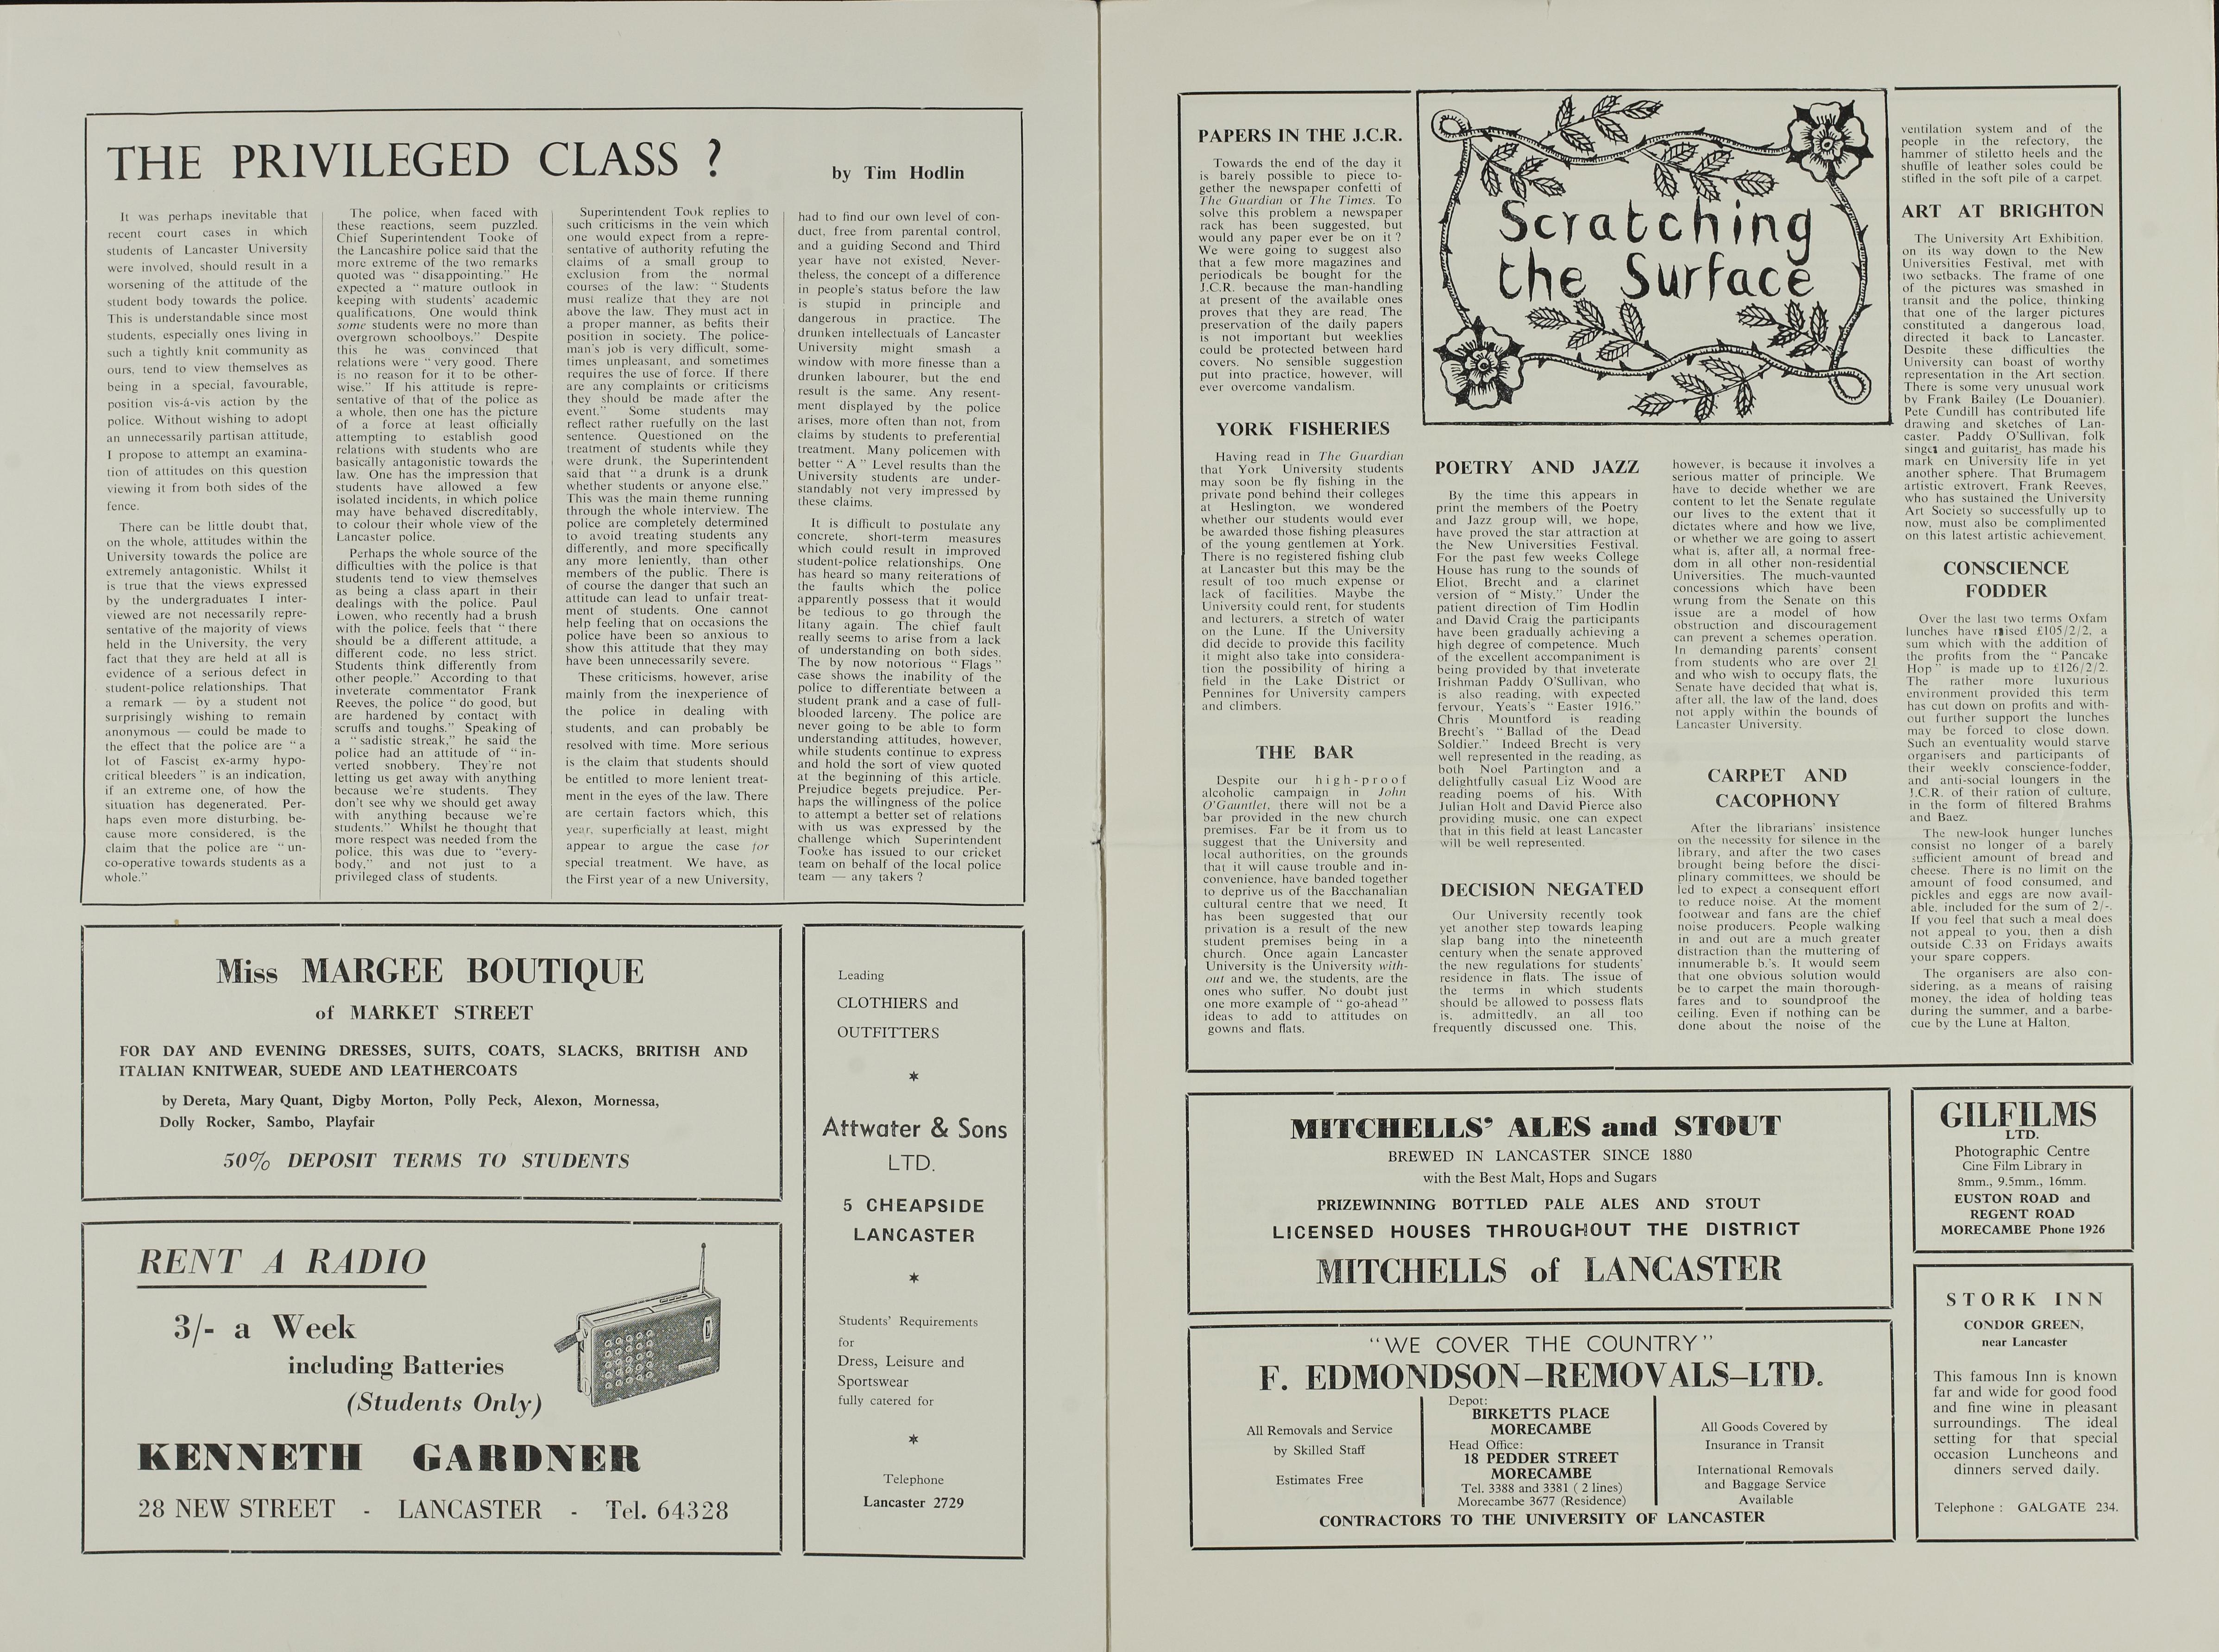 THE PRIVILEGED CLASS ?
by Tim Hodlin
It was perhaps inevitable that
recent court cases in which
students of Lancaster University
were involved, should result in a
worsening of the attitude of the
student body towards the police.
This is understandable since most
students, especially ones living in
such a tightly knit community as
ours, tend to view themselves as
being in a special, favourable,
position vis-á-vis action by the
police. Without wishing to adopt
an unnecessarily partisan attitude,
I propose to attempt an examina-
tion of attitudes on this question
viewing it from both sides of the
fence.
There can be little doubt that,
on the whole, attitudes within the
University towards the police are
extremely antagonistic. Whilst it
is true that the views expressed
by the undergraduates I inter-
viewed are not necessarily repre-
sentative of the majority of views
held in the University, the very
fact that they are held at all is
evidence of a serious defect in
student-police relationships. That
a remark — by a student not
surprisingly wishing to remain
anonymous — could be made to
the effect that the police are "a
lot of Fascist ex-army hypo-
critical bleeders" is an indication,
if an extreme one, of how the
situation has degenerated. Per-
haps even more disturbing, be-
cause more considered, is the
claim that the police are "un-
co-operative towards students as a
whole."
The police, when faced with
these reactions, seem puzzled.
Chief Superintendent Tooke of
the Lancashire police said that the
more extreme of the two remarks
quoted was "disappointing." He
expected a "mature outlook in
keeping with students' academic
qualifications. One would think
some students were no more than
overgrown schoolboys." Despite
this he was convinced that
relations were "very good. There
is no reason for it to be other-
wise." If his attitude is repre-
sentative of that of the police as
a whole, then one has the picture
of a force at least officially
attempting to establish good
relations with students who are
basically antagonistic towards the
law. One has the impression that
students have allowed a few
isolated incidents, in which police
may have behaved discreditably,
to colour their whole view of the
Lancaster police.
Perhaps the whole source of the
difficulties with the police is that
students tend to view themselves
as being a class apart in their
dealings with the police. Paul
Lowen, who recently had a brush
with the police, feels that "there
should be a different attitude, a
different code, no less strict.
Students think differently from
other people." According to that
inveterate commentator Frank
Reeves, the police "do good, but
are hardened by contact with
scruffs and toughs." Speaking of
a "sadistic streak," he said the
police had an attitude of "in-
verted snobbery. They're not
letting us get away with anything
because we're students. They
don't see why we should get away
with anything because we're
students." Whilst he thought that
more respect was needed from the
police, this was due to "every-
body," and not just to a
privileged class of students.
Superintendent Took replies to
such criticisms in the vein which
one would expect from a repre-
sentative of authority refuting the
claims of a small group to
exclusion from the normal
courses of the law: "Students
must realize that they are not
above the law. They must act in
a proper manner, as befits their
position in society. The police-
man's job is very difficult, some-
times unpleasant, and sometimes
requires the use of force. If there
are any complaints or criticisms
they should be made after the
event." Some students may
reflect rather ruefully on the last
sentence. Questioned on the
treatment of students while they
were drunk, the Superintendent
said that "a drunk is a drunk
whether students or anyone else."
This was the main theme running
through the whole interview. The
police are completely determined
to avoid treating students any
differently, and more specifically
any more leniently, than other
members of the public. There is
of course the danger that such an
attitude can lead to unfair treat-
ment of students. One cannot
help feeling that on occasions the
police have been so anxious to
show this attitude that they may
have been unnecessarily severe.
These criticisms, however, arise
mainly from the inexperience of
the police in dealing with
students, and can probably be
resolved with time. More serious
is the claim that students should
be entitled to more lenient treat-
ment in the eyes of the law. There
are certain factors which, this
year, superficially at least, might
appear to argue the case for
special treatment. We have, as
the First year of a new University,
had to find our own level of con-
duct, free from parental control,
and a guiding Second and Third
year have not existed. Never-
theless, the concept of a difference
in people's status before the law
is stupid in principle and
dangerous in practice. The
drunken intellectuals of Lancaster
University might smash a
window with more finesse than a
drunken labourer, but the end
result is the same. Any resent-
ment displayed by the police
arises, more often than not, from
claims by students to preferential
treatment. Many policemen with
better "A" Level results than the
University students are under-
standably not very impressed by
these claims.
It is difficult to postulate any
concrete, short-term measures
which could result in improved
student-police relationships. One
has heard so many reiterations of
the faults which the police
apparently possess that it would
be tedious to go through the
litany again. The chief fault
really seems to arise from a lack
of understanding on both sides.
The by now notorious "Flags"
case shows the inability of the
police to differentiate between a
student prank and a case of full-
blooded larceny. The police are
never going to be able to form
understanding attitudes, however,
while students continue to express
and hold the sort of view quoted
at the beginning of this article.
Prejudice begets prejudice. Per-
haps the willingness of the police
to attempt a better set of relations
with us was expressed by the
challenge which Superintendent
Tooke has issued to our cricket
team on behalf of the local police
team — any takers ?
Miss MARGEE BOUTIQUE
of MARKET STREET
FOR DAY AND EVENING DRESSES, SUITS, COATS, SLACKS, BRITISH AND
ITALIAN KNITWEAR, SUEDE AND LEATHERCOATS
by Dereta, Mary Quant, Digby Morton, Polly Peck, Alexon, Mornessa,
Dolly Rocker, Sambo, Playfair
50% DEPOSIT TERMS TO STUDENTS
RENT A RADIO
3/- a Week
including Batteries
(Students Only)
KENNETH GARDNER
28 NEW STREET - LANCASTER - Tel. 64328
Leading
CLOTHIERS and
OUTFITTERS
*
Attwater & Sons
LTD.
5 CHEAPSIDE
LANCASTER
*
Students' Requirements
for
Dress, Leisure and
Sportswear
fully catered for
*
Telephone
Lancaster 2729
PAPERS IN THE J.C.R.
Towards the end of the day it
is barely possible to piece to-
gether the newspaper confetti of
The Guardian or The Times. To
solve this problem a newspaper
rack has been suggested, but
would any paper ever be on it ?
We were going to suggest also
that a few more magazines and
periodicals be bought for the
J.C.R. because the man-handling
at present of the available ones
proves that they are read. The
preservation of the daily papers
is not important but weeklies
could be protected between hard
covers. No sensible suggestion
put into practice, however, will
ever overcome vandalism.
YORK FISHERIES
Having read in The Guardian
that York University students
may soon be fly fishing in the
private pond behind their colleges
at Heslington, we wondered
whether our students would ever
be awarded those fishing pleasures
of the young gentlemen at York.
There is no registered fishing club
at Lancaster but this may be the
result of too much expense or
lack of facilities. Maybe the
University could rent, for students
and lecturers, a stretch of water
on the Lune. If the University
did decide to provide this facility
it might also take into considera-
tion the possibility of hiring a
field in the Lake District or
Pennines for University campers
and climbers.
THE BAR
Despite our high-proof
alcoholic campaign in John
O'Gauntlet, there will not be a
bar provided in the new church
premises. Far be it from us to
suggest that the University and
local authorities, on the grounds
that it will cause trouble and in-
convenience, have banded together
to deprive us of the Bacchanalian
cultural centre that we need. It
has been suggested that our
privation is a result of the new
student premises being in a
church. Once again Lancaster
University is the University with-
out and we, the students, are the
ones who suffer. No doubt just
one more example of "go-ahead"
ideas to add to attitudes on
gowns and flats.
Scratching
the Surface
POETRY AND JAZZ
By the time this appears in
print the members of the Poetry
and Jazz group will, we hope,
have proved the star attraction at
the New Universities Festival.
For the past few weeks College
House has rung to the sounds of
Eliot, Brecht and a clarinet
version of "Misty." Under the
patient direction of Tim Hodlin
and David Craig the participants
have been gradually achieving a
high degree of competence. Much
of the excellent accompaniment is
being provided by that inveterate
Irishman Paddy O'Sullivan, who
is also reading, with expected
fervour, Yeats's "Easter 1916."
Chris Mountford is reading
Brecht's "Ballad of the Dead
Soldier." Indeed Brecht is very
well represented in the reading, as
both Noel Partington and a
delightfully casual Liz Wood are
reading poems of his. With
Julian Holt and David Pierce also
providing music, one can expect
that in this field at least Lancaster
will be well represented.
DECISION NEGATED
Our University recently took
yet another step towards leaping
slap bang into the nineteenth
century when the senate approved
the new regulations for students'
residence in flats. The issue of
the terms in which students
should be allowed to possess flats
is, admittedly, an all too
frequently discussed one. This,
however, is because it involves a
serious matter of principle. We
have to decide whether we are
content to let the Senate regulate
our lives to the extent that it
dictates where and how we live,
or whether we are going to assert
what is, after all, a normal free-
dom in all other non-residential
Universities. The much-vaunted
concessions which have been
wrung from the Senate on this
issue are a model of how
obstruction and discouragement
can prevent a schemes operation.
In demanding parents' consent
from students who are over 21
and who wish to occupy flats, the
Senate have decided that what is,
after all, the law of the land, does
not apply within the bounds of
Lancaster University.
CARPET AND
CACOPHONY
After the librarians' insistence
on the necessity for silence in the
library, and after the two cases
brought being before the disci-
plinary committees, we should be
led to expect a consequent effort
to reduce noise. At the moment
footwear and fans are the chief
noise producers. People walking
in and out are a much greater
distraction than the muttering of
innumerable b.'s. It would seem
that one obvious solution would
be to carpet the main thorough-
fares and to soundproof the
ceiling. Even if nothing can be
done about the noise of the
ventilation system and of the
people in the refectory, the
hammer of stiletto heels and the
shuffle of leather soles could be
stifled in the soft pile of a carpet.
ART AT BRIGHTON
The University Art Exhibition,
on its way down to the New
Universities Festival, met with
two setbacks. The frame of one
of the pictures was smashed in
transit and the police, thinking
that one of the larger pictures
constituted a dangerous load,
directed it back to Lancaster.
Despite these difficulties the
University can boast of worthy
representation in the Art section.
There is some very unusual work
by Frank Bailey (Le Douanier).
Pete Cundill has contributed life
drawing and sketches of Lan-
caster. Paddy O'Sullivan, folk
singer and guitarist, has made his
mark en University life in yet
another sphere. That Brumagem
artistic extrovert, Frank Reeves,
who has sustained the University
Art Society so successfully up to
now, must also be complimented
on this latest artistic achievement.
CONSCIENCE
FODDER
Over the last two terms Oxfam
lunches have raised £105/2/2, a
sum which with the addition of
the profits from the "Pancake
Hop" is made up to £126/2/2.
The rather more luxurious
environment provided this term
has cut down on profits and with-
out further support the lunches
may be forced to close down.
Such an eventuality would starve
organisers and participants of
their weekly conscience-fodder,
and anti-social loungers in the
J.C.R. of their ration of culture,
in the form of filtered Brahms
and Baez.
The new-look hunger lunches
consist no longer of a barely
sufficient amount of bread and
cheese. There is no limit on the
amount of food consumed, and
pickles and eggs are now avail-
able, included for the sum of 2/-.
If you feel that such a meal does
not appeal to you, then a dish
outside C.33 on Fridays awaits
your spare coppers.
The organisers are also con-
sidering, as a means of raising
money, the idea of holding teas
during the summer, and a barbe-
cue by the Lune at Halton.
MITCHELLS' ALES and STOUT
BREWED IN LANCASTER SINCE 1880
with the Best Malt, Hops and Sugars
PRIZEWINNING BOTTLED PALE ALES AND STOUT
LICENSED HOUSES THROUGHOUT THE DISTRICT
MITCHELLS of LANCASTER
"WE COVER THE COUNTRY"
F. EDMONDSON—REMOVALS—LTD.
All Removals and Service
by Skilled Staff
Estimates Free
Depot:
BIRKETTS PLACE
MORECAMBE
Head Office:
18 PEDDER STREET
MORECAMBE
Tel. 3388 and 3381 ( 2 lines)
Morecambe 3677 (Residence)
All Goods Covered by
Insurance in Transit
International Removals
and Baggage Service
Available
CONTRACTORS TO THE UNIVERSITY OF LANCASTER
GILFILMS
LTD.
Photographic Centre
Cine Film Library in
8mm., 9.5mm., 16mm.
EUSTON ROAD and
REGENT ROAD
MORECAMBE Phone 1926
STORK INN
CONDOR GREEN,
near Lancaster
This famous Inn is known
far and wide for good food
and fine wine in pleasant
surroundings. The ideal
setting for that special
occasion Luncheons and
dinners served daily.
Telephone : GALGATE 234.